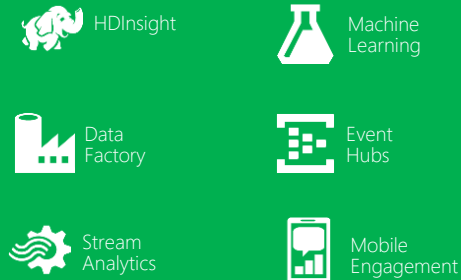 HDInsight
Machine
Learning
Data
Factory
Event
Hubs
Stream
Analytics
Mobile
Engagement